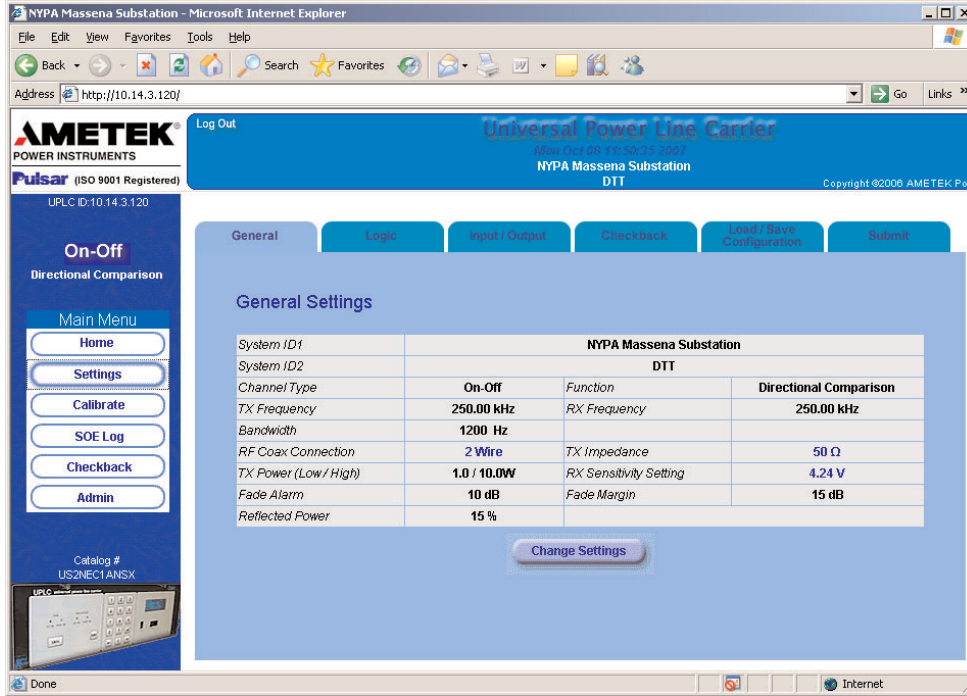 NYPA Massena Substation - Microsoft Internet Explorer
File Edit View Favorites Tools Help
Back Search Favorites
Address http://10.14.3.120/ Go Links »
AMETEK®
POWER INSTRUMENTS
Pulsar (ISO 9001 Registered)
Log Out
Universal Power Line Carrier
Mon Oct 08 11:50:35 2007
NYPA Massena Substation
DTT
Copyright ©2006 AMETEK Po
UPLC ID:10.14.3.120
On-Off
Directional Comparison
Main Menu
Home
Settings
Calibrate
SOE Log
Checkback
Admin
Catalog #
US2NEC1ANSX
UPLC
General Logic Input / Output Checkback Load / Save Configuration Submit
General Settings
System ID1 NYPA Massena Substation
System ID2 DTT
Channel Type On-Off Function Directional Comparison
TX Frequency 250.00 kHz RX Frequency 250.00 kHz
Bandwidth 1200 Hz
RF Coax Connection 2 Wire TX Impedance 50 Ω
TX Power (Low / High) 1.0 / 10.0W RX Sensitivity Setting 4.24 V
Fade Alarm 10 dB Fade Margin 15 dB
Reflected Power 15 %
Change Settings
Done Internet